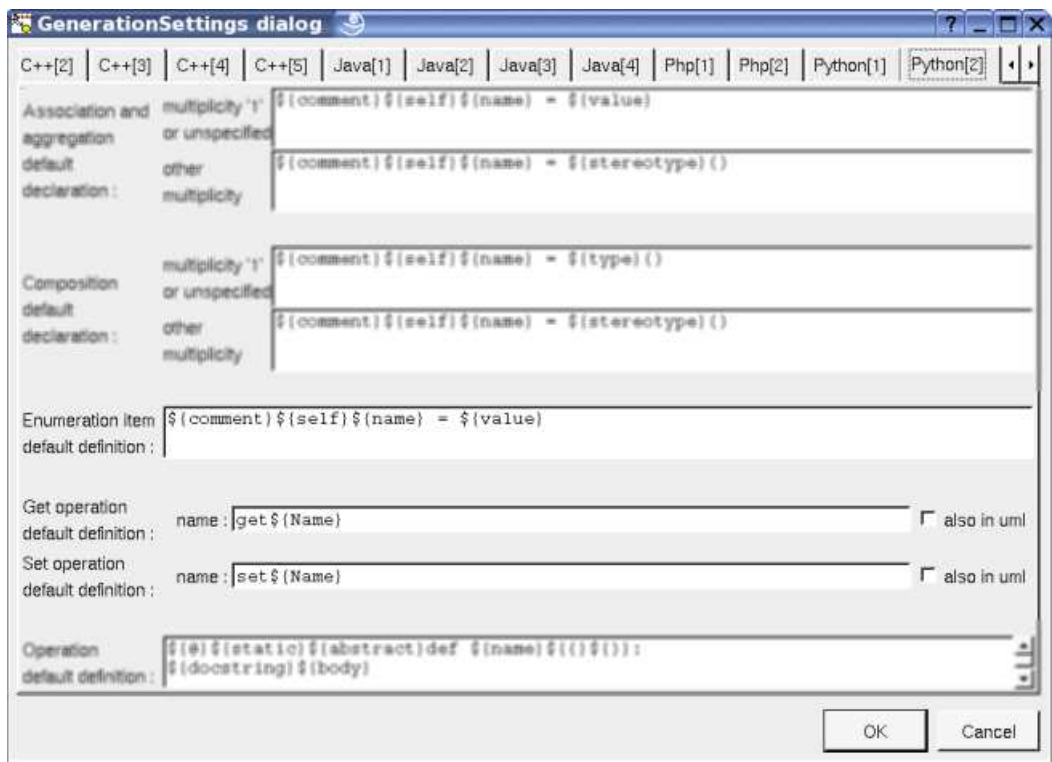 GenerationSettings dialog
C++[2] C++[3] C++[4] C++[5] Java[1] Java[2] Java[3] Java[4] Php[1] Php[2] Python[1] Python[2]
Association and
aggregation
default
declaration :
multiplicity '1'
or unspecified
${comment}${self}${name} = ${value}
other
multiplicity
${comment}${self}${name} = ${stereotype}()
Composition
default
declaration :
multiplicity '1'
or unspecified
${comment}${self}${name} = ${type}()
other
multiplicity
${comment}${self}${name} = ${stereotype}()
Enumeration item
default definition :
${comment}${self}${name} = ${value}
Get operation
default definition :
name : get${Name}
also in uml
Set operation
default definition :
name : set${Name}
also in uml
Operation
default definition :
${@}${static}${abstract}def ${name}${(}${)}:
${docstring}${body}
OK Cancel